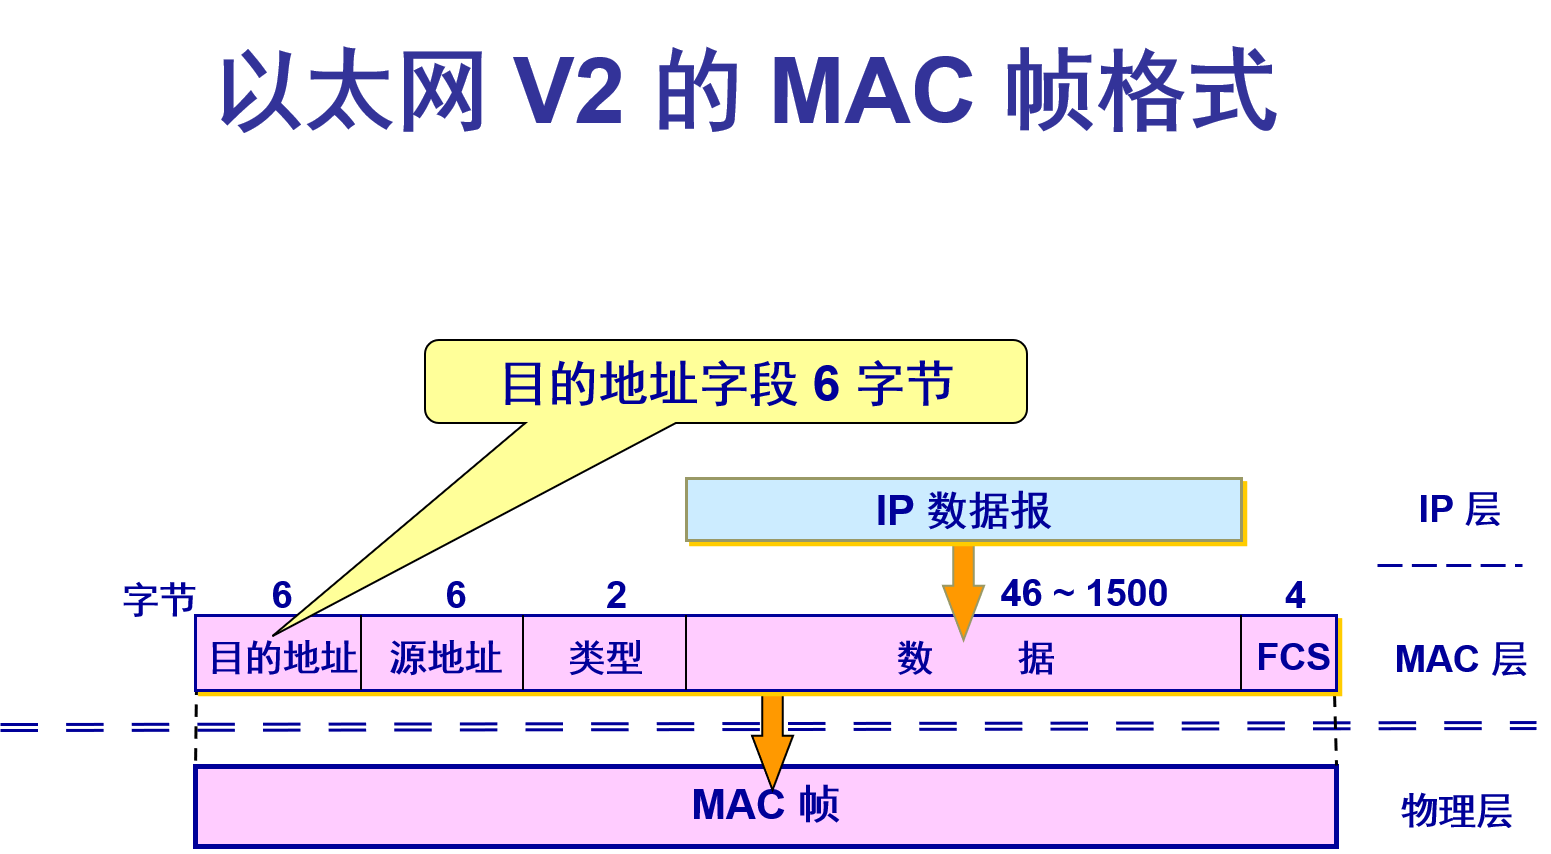 以太网 V2 的 MAC 帧格式
目的地址字段 6 字节
IP 数据报
IP 层
字节 6 6 2 46 ~ 1500 4
目的地址 源地址 类型 数 据 FCS
MAC 层
MAC 帧
物理层